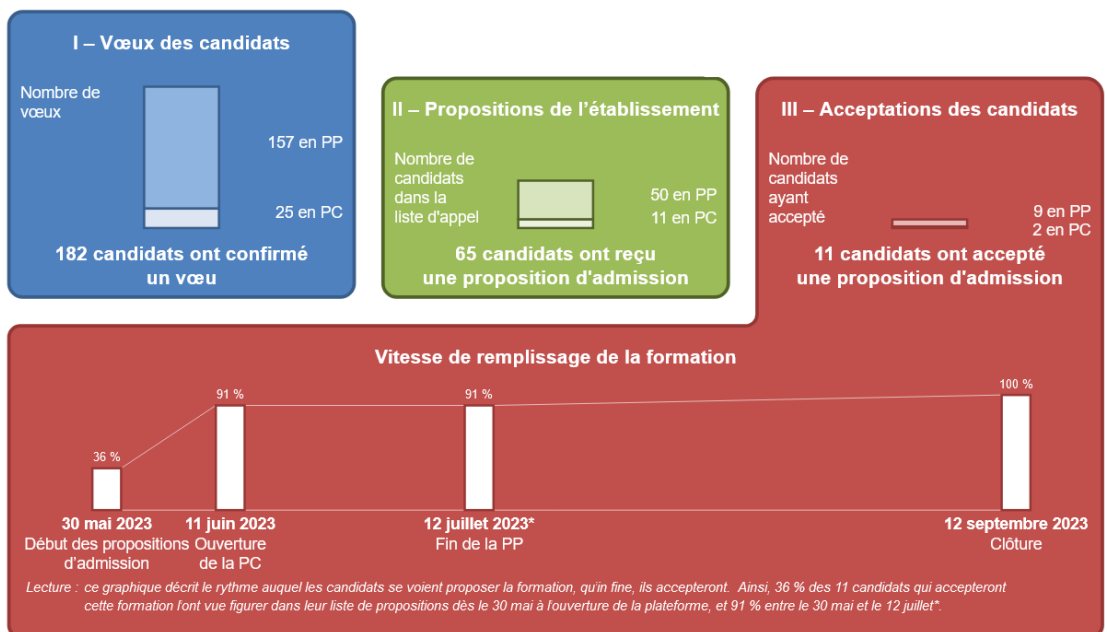 I – Vœux des candidats
Nombre de
vœux
157 en PP
25 en PC
182 candidats ont confirmé
un vœu
II – Propositions de l'établissement
Nombre de
candidats
dans la
liste d'appel
50 en PP
11 en PC
65 candidats ont reçu
une proposition d'admission
III – Acceptations des candidats
Nombre de
candidats
ayant
accepté
9 en PP
2 en PC
11 candidats ont accepté
une proposition d'admission
Vitesse de remplissage de la formation
36 %
91 %
91 %
100 %
30 mai 2023
Début des propositions
d'admission
11 juin 2023
Ouverture
de la PC
12 juillet 2023*
Fin de la PP
12 septembre 2023
Clôture
Lecture : ce graphique décrit le rythme auquel les candidats se voient proposer la formation, qu'in fine, ils accepteront. Ainsi, 36 % des 11 candidats qui accepteront
cette formation l'ont vue figurer dans leur liste de propositions dès le 30 mai à l'ouverture de la plateforme, et 91 % entre le 30 mai et le 12 juillet*.